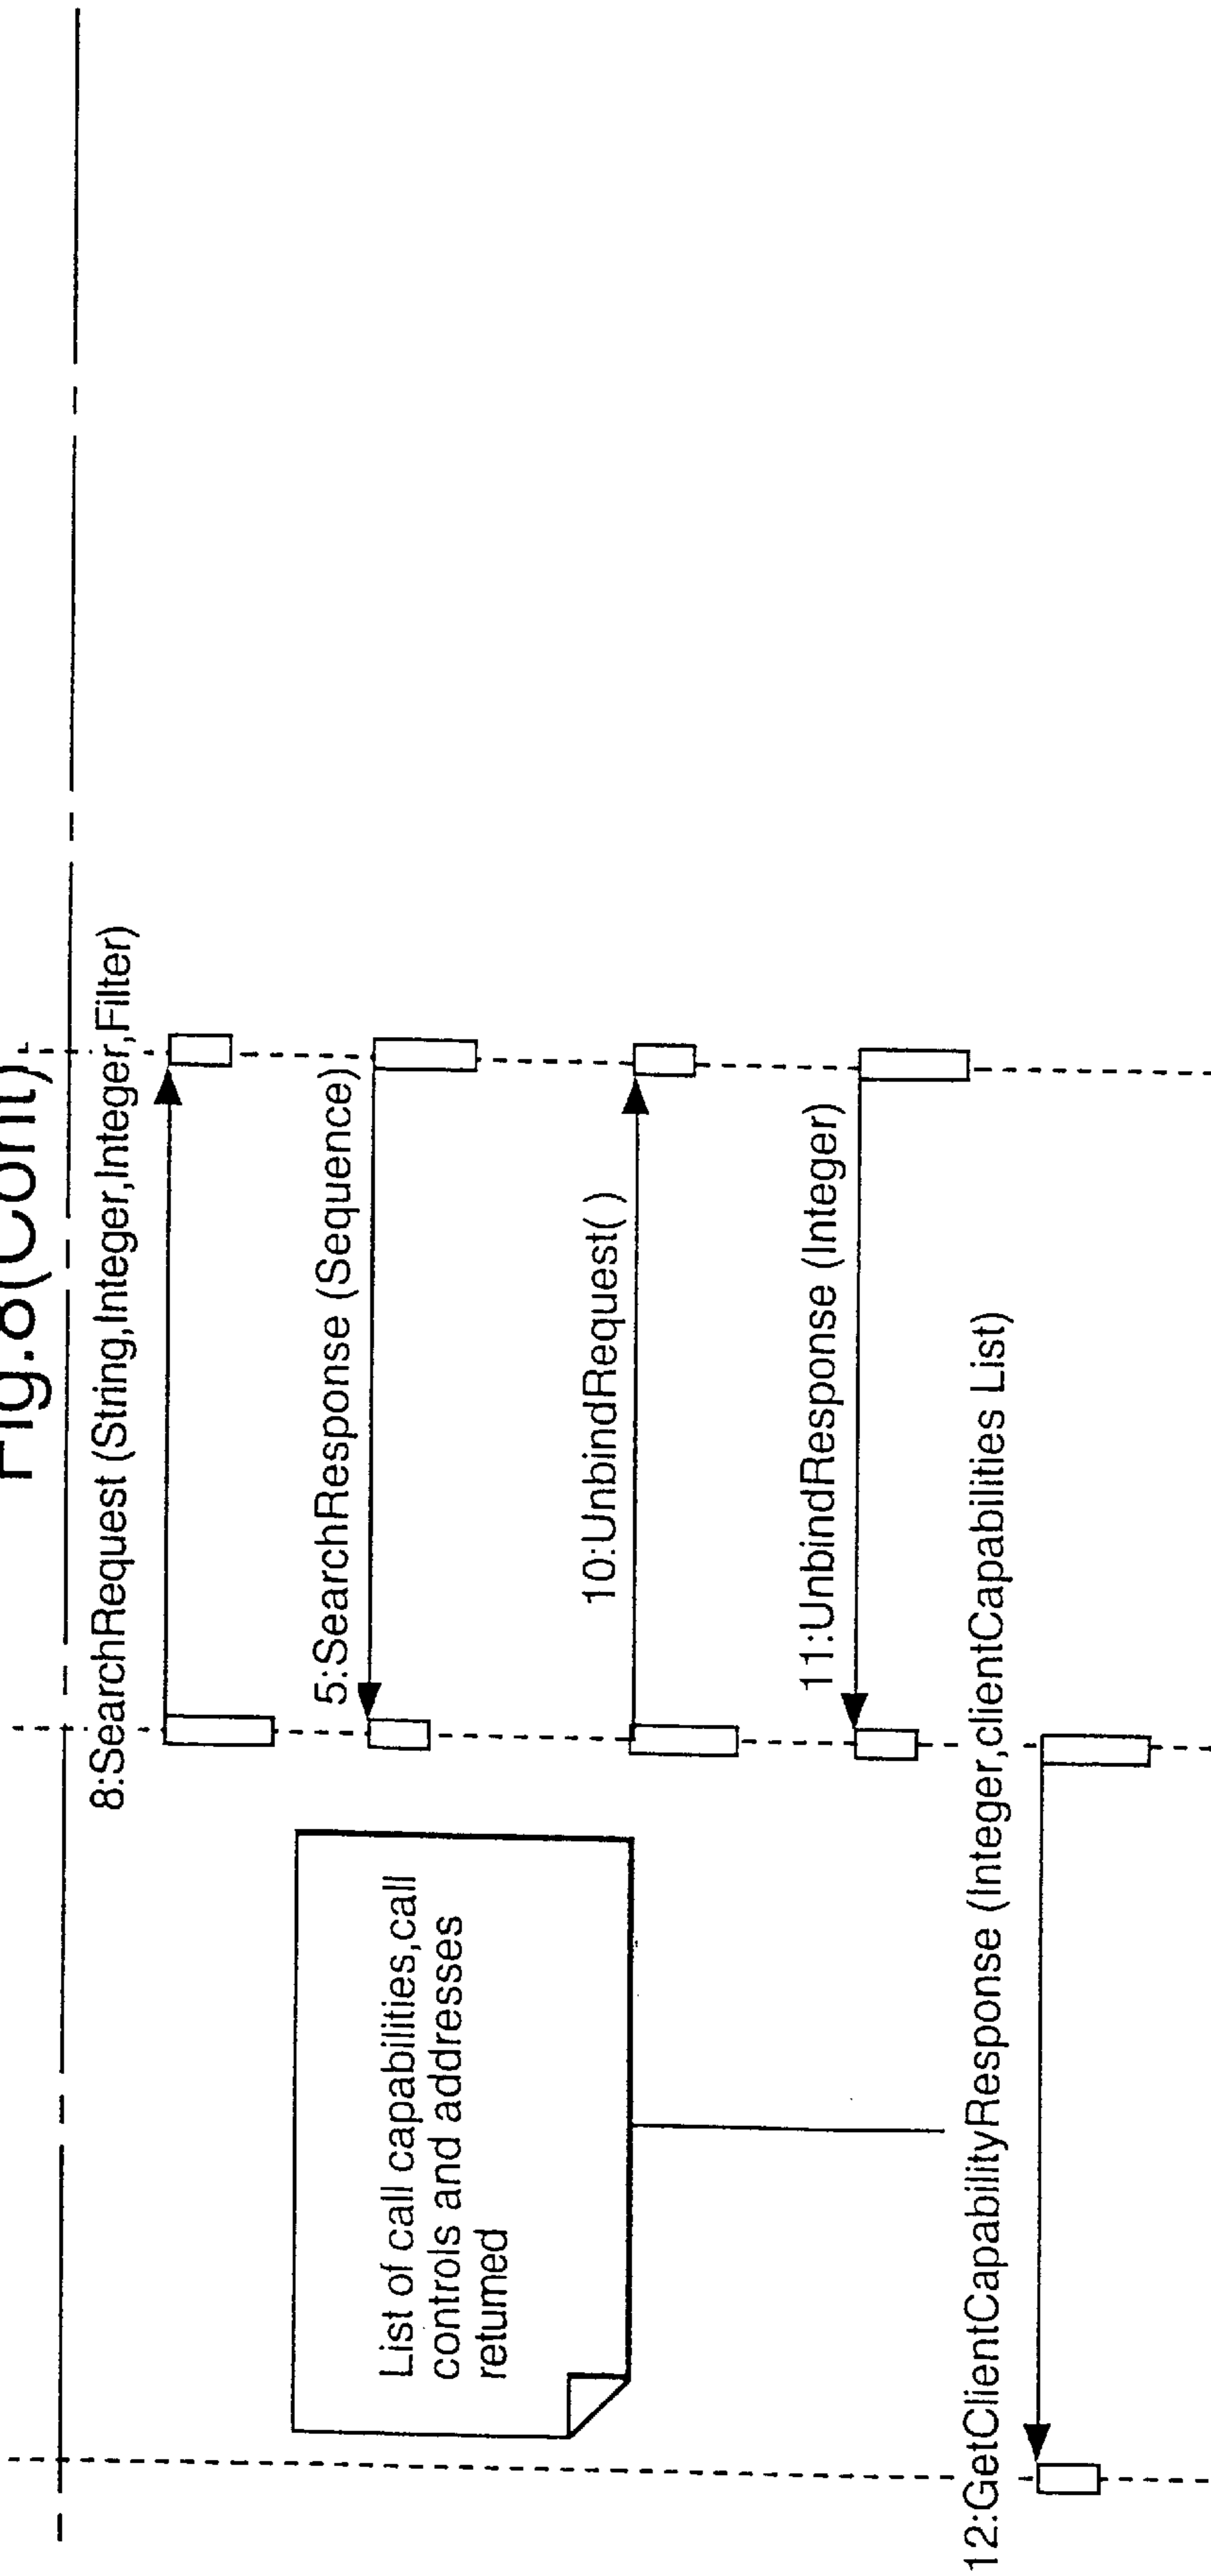 Fig.8(Cont).
8:SearchRequest (String,Integer,Integer,Integer,Filter)
5:SearchResponse (Sequence)
10:UnbindRequest( )
11:UnbindResponse (Integer)
List of call capabilities,call
controls and addresses
returned
12:GetClientCapabilityResponse (Integer,clientCapabilities List)